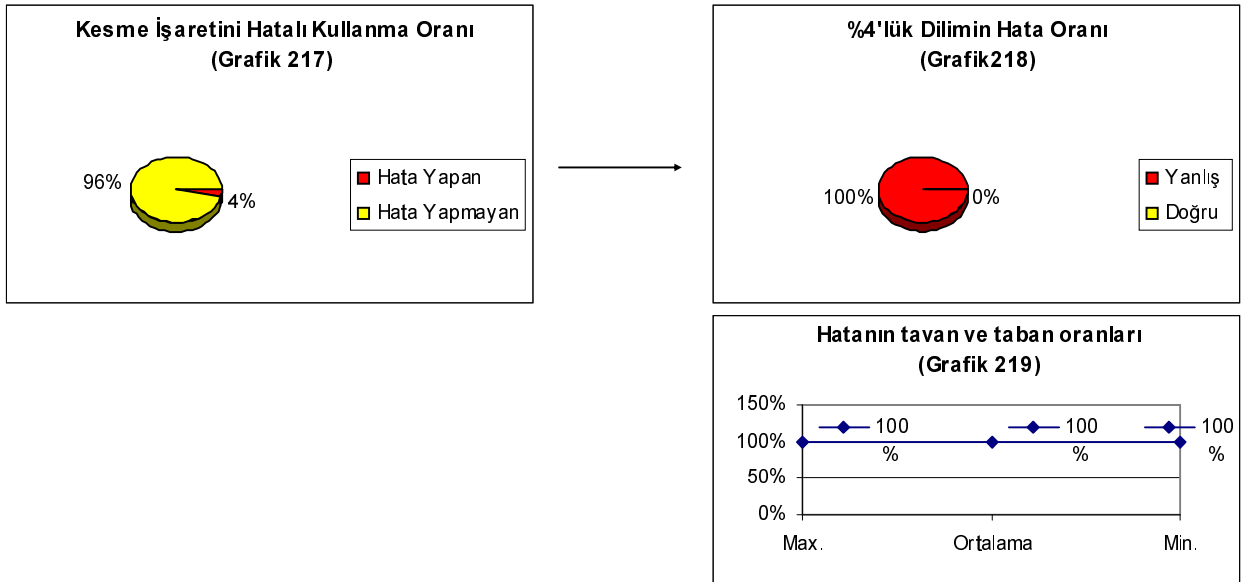 Kesme İşaretini Hatalı Kullanma Oranı
(Grafik 217)
96%
4%
Hata Yapan
Hata Yapmayan
%4'lük Dilimin Hata Oranı
(Grafik218)
100%
0%
Yanlış
Doğru
Hatanın tavan ve taban oranları
(Grafik 219)
150%
100%
50%
0%
100
%
100
%
100
%
Max.
Ortalama
Min.